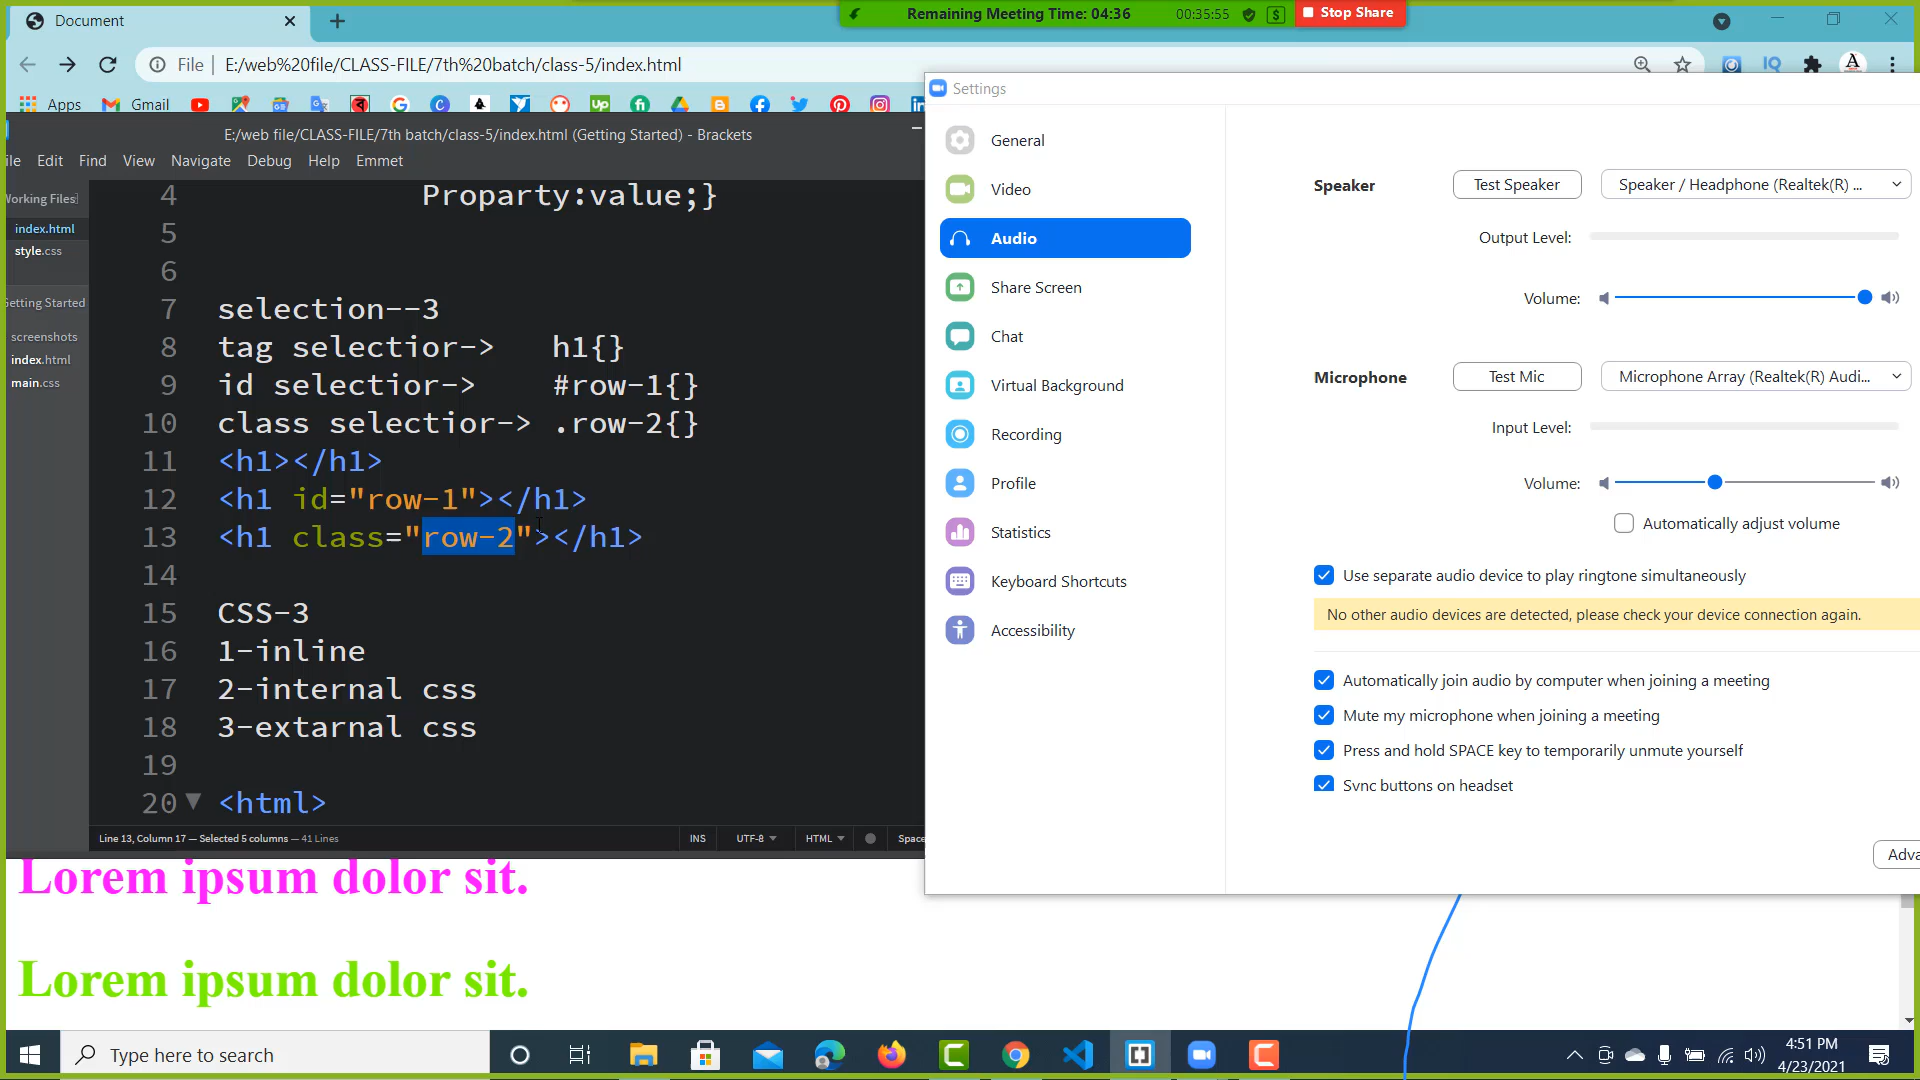 Document
Remaining Meeting Time: 04:36
00:35:55
Stop Share
File
E:/web%20file/CLASS-FILE/7th%20batch/class-5/index.html
Apps
Gmail
E:/web file/CLASS-FILE/7th batch/class-5/index.html (Getting Started) - Brackets
ile Edit Find View Navigate Debug Help Emmet
Working Files
index.html
style.css
Getting Started
screenshots
index.html
main.css
4 Proparty:value;}
5
6
7 selection--3
8 tag selectior-> h1{}
9 id selectior-> #row-1{}
10 class selectior-> .row-2{}
11 <h1></h1>
12 <h1 id="row-1"></h1>
13 <h1 class="row-2"></h1>
14
15 CSS-3
16 1-inline
17 2-internal css
18 3-extarnal css
19
20 <html>
Line 13, Column 17 — Selected 5 columns — 41 Lines
INS
UTF-8
HTML
Space
Settings
General
Video
Audio
Share Screen
Chat
Virtual Background
Recording
Profile
Statistics
Keyboard Shortcuts
Accessibility
Speaker
Test Speaker
Speaker / Headphone (Realtek(R) ...
Output Level:
Volume:
Microphone
Test Mic
Microphone Array (Realtek(R) Audi...
Input Level:
Volume:
Automatically adjust volume
Use separate audio device to play ringtone simultaneously
No other audio devices are detected, please check your device connection again.
Automatically join audio by computer when joining a meeting
Mute my microphone when joining a meeting
Press and hold SPACE key to temporarily unmute yourself
Sync buttons on headset
Adva
Lorem ipsum dolor sit.
Lorem ipsum dolor sit.
Type here to search
4:51 PM
4/23/2021